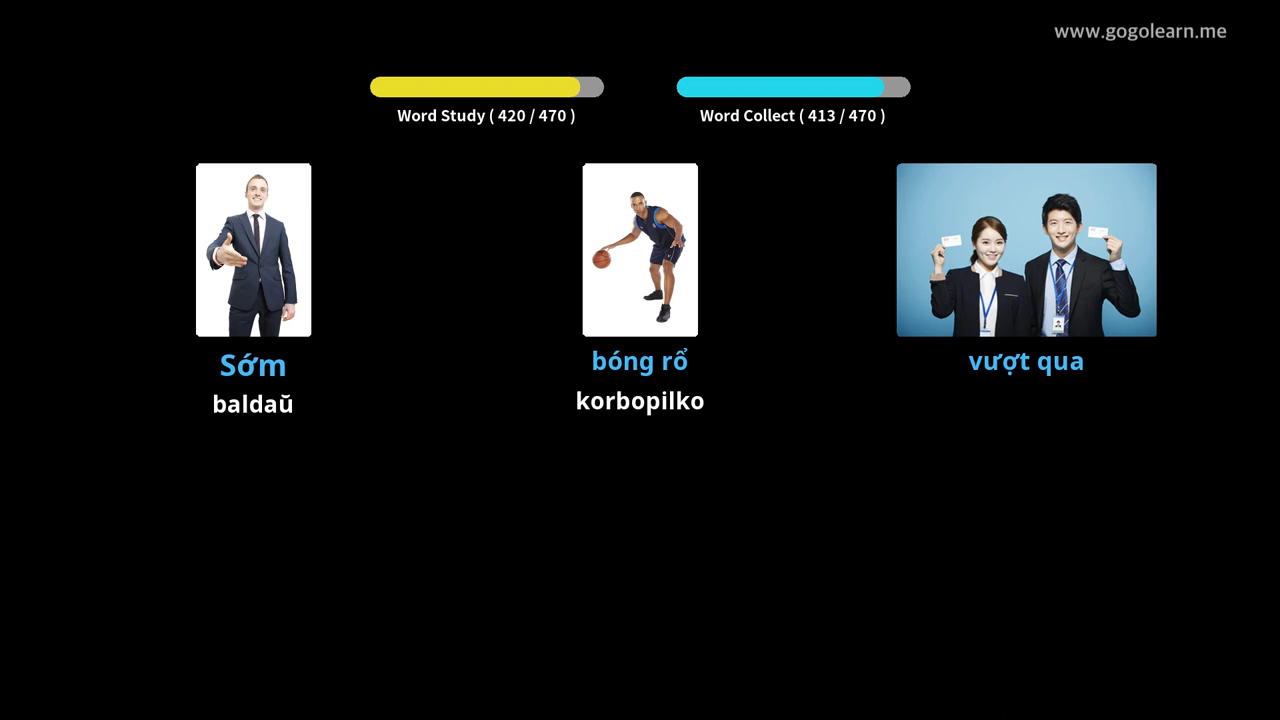 www.gogolearn.me
Word Study ( 420 / 470 )
Word Collect ( 413 / 470 )
Sớm
baldaŭ
bóng rổ
korbopilko
vượt qua